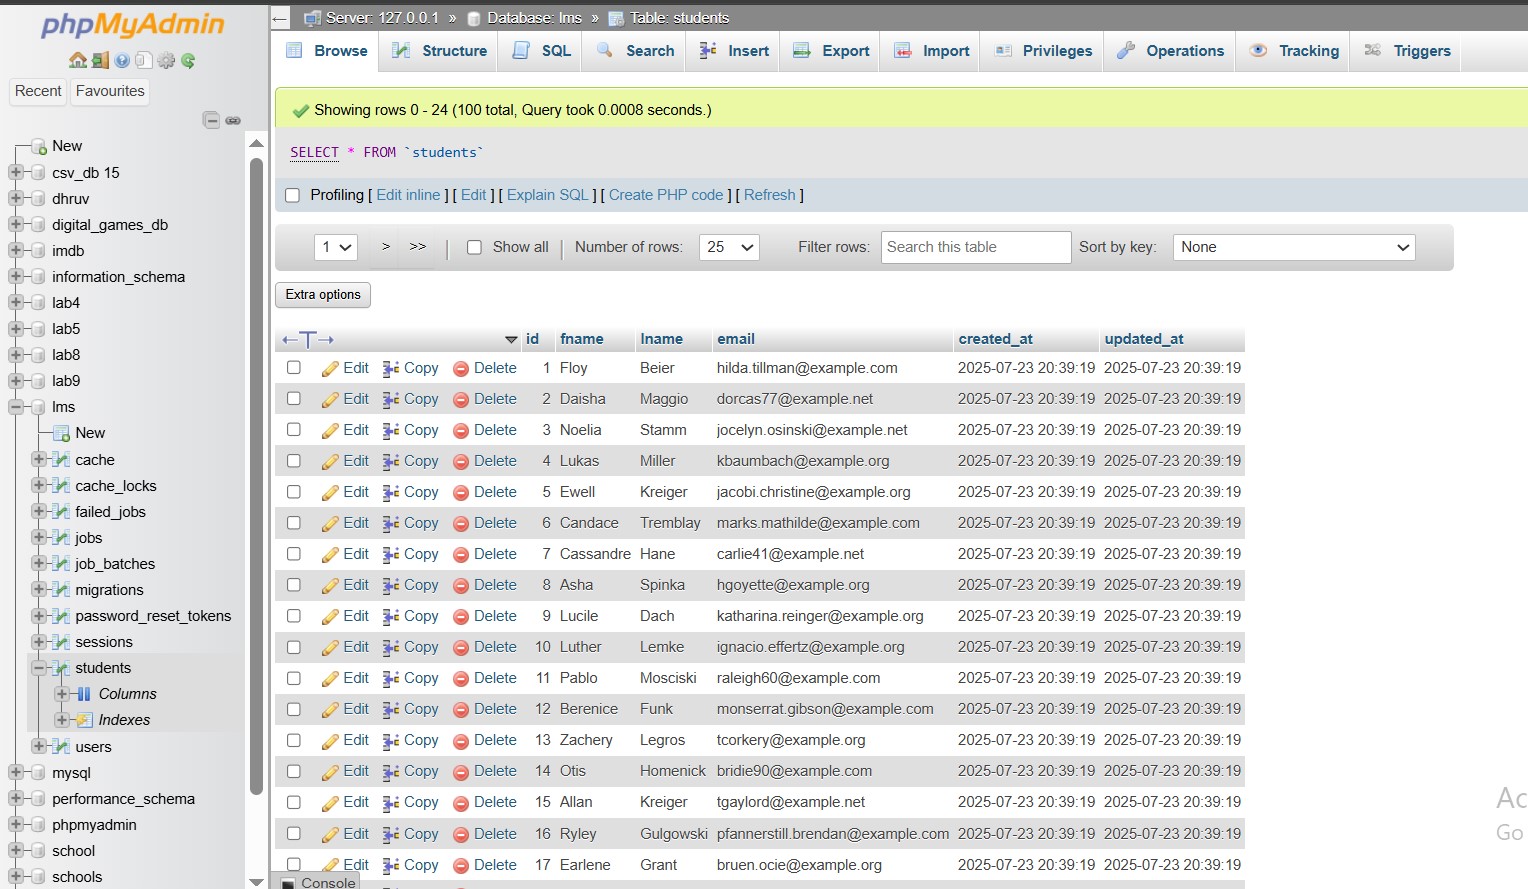 phpMyAdmin
Recent Favourites
New
csv_db 15
dhruv
digital_games_db
imdb
information_schema
lab4
lab5
lab8
lab9
lms
New
cache
cache_locks
failed_jobs
jobs
job_batches
migrations
password_reset_tokens
sessions
students
Columns
Indexes
users
mysql
performance_schema
phpmyadmin
school
schools
Server: 127.0.0.1 » Database: lms » Table: students
Browse Structure SQL Search Insert Export Import Privileges Operations Tracking Triggers
Showing rows 0 - 24 (100 total, Query took 0.0008 seconds.)
SELECT * FROM `students`
Profiling [ Edit inline ] [ Edit ] [ Explain SQL ] [ Create PHP code ] [ Refresh ]
1 > >> | Show all | Number of rows: 25 Filter rows: Search this table Sort by key: None
Extra options
←T→ id fname lname email created_at updated_at
Edit Copy Delete 1 Floy Beier hilda.tillman@example.com 2025-07-23 20:39:19 2025-07-23 20:39:19
Edit Copy Delete 2 Daisha Maggio dorcas77@example.net 2025-07-23 20:39:19 2025-07-23 20:39:19
Edit Copy Delete 3 Noelia Stamm jocelyn.osinski@example.net 2025-07-23 20:39:19 2025-07-23 20:39:19
Edit Copy Delete 4 Lukas Miller kbaumbach@example.org 2025-07-23 20:39:19 2025-07-23 20:39:19
Edit Copy Delete 5 Ewell Kreiger jacobi.christine@example.org 2025-07-23 20:39:19 2025-07-23 20:39:19
Edit Copy Delete 6 Candace Tremblay marks.mathilde@example.com 2025-07-23 20:39:19 2025-07-23 20:39:19
Edit Copy Delete 7 Cassandre Hane carlie41@example.net 2025-07-23 20:39:19 2025-07-23 20:39:19
Edit Copy Delete 8 Asha Spinka hgoyette@example.org 2025-07-23 20:39:19 2025-07-23 20:39:19
Edit Copy Delete 9 Lucile Dach katharina.reinger@example.org 2025-07-23 20:39:19 2025-07-23 20:39:19
Edit Copy Delete 10 Luther Lemke ignacio.effertz@example.org 2025-07-23 20:39:19 2025-07-23 20:39:19
Edit Copy Delete 11 Pablo Mosciski raleigh60@example.com 2025-07-23 20:39:19 2025-07-23 20:39:19
Edit Copy Delete 12 Berenice Funk monserrat.gibson@example.com 2025-07-23 20:39:19 2025-07-23 20:39:19
Edit Copy Delete 13 Zachery Legros tcorkery@example.org 2025-07-23 20:39:19 2025-07-23 20:39:19
Edit Copy Delete 14 Otis Homenick bridie90@example.com 2025-07-23 20:39:19 2025-07-23 20:39:19
Edit Copy Delete 15 Allan Kreiger tgaylord@example.net 2025-07-23 20:39:19 2025-07-23 20:39:19
Edit Copy Delete 16 Ryley Gulgowski pfannerstill.brendan@example.com 2025-07-23 20:39:19 2025-07-23 20:39:19
Edit Copy Delete 17 Earlene Grant bruen.ocie@example.org 2025-07-23 20:39:19 2025-07-23 20:39:19
Console
Ac
Go